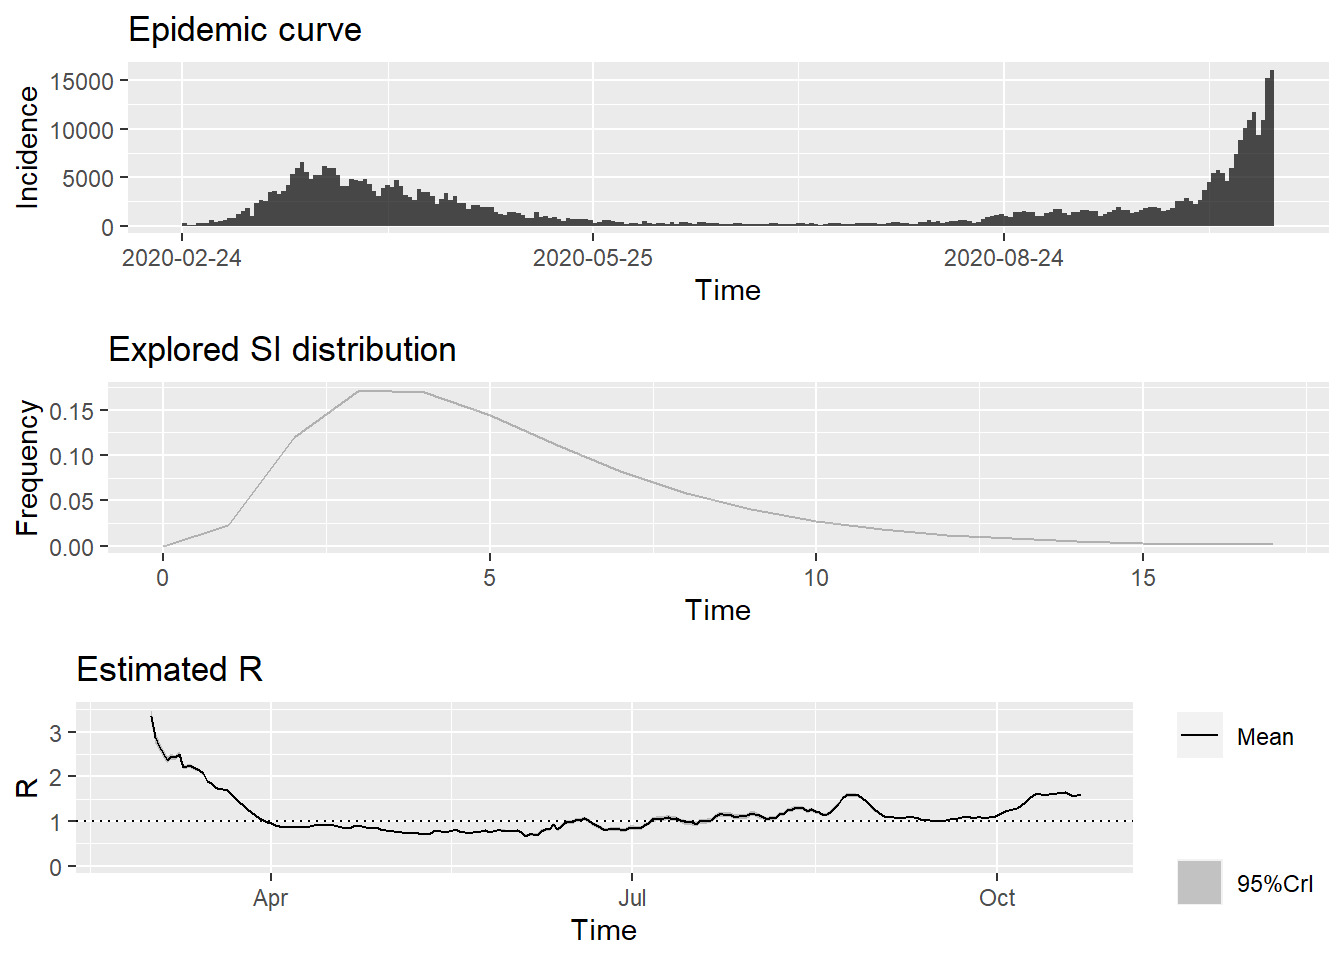 Epidemic curve
15000
10000
5000
0
Incidence
2020-02-24 2020-05-25 2020-08-24
Time
Explored SI distribution
0.15
0.10
0.05
0.00
Frequency
0 5 10 15
Time
Estimated R
3
2
1
0
R
Apr Jul Oct
Time
Mean
95%CrI